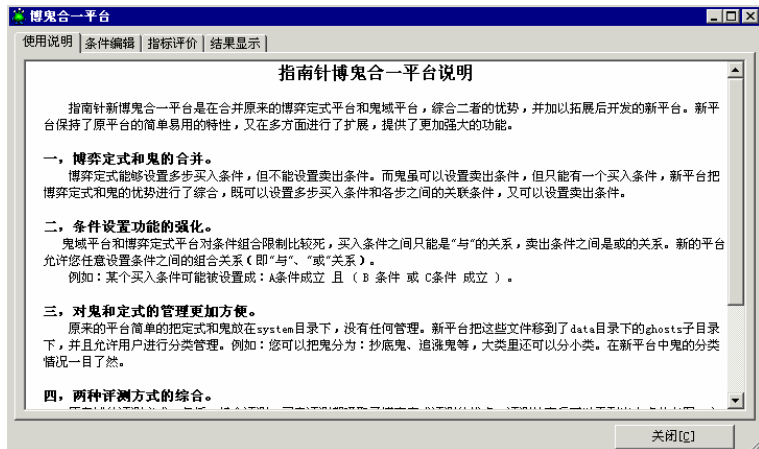 博鬼合一平台
使用说明 条件编辑 指标评价 结果显示
指南针博鬼合一平台说明
指南针新博鬼合一平台是在合并原来的博弈定式平台和鬼域平台，综合二者的优势，并加以拓展后开发的新平台。新平
台保持了原平台的简单易用的特性，又在多方面进行了扩展，提供了更加强大的功能。
一，博弈定式和鬼的合并。
博弈定式能够设置多步买入条件，但不能设置卖出条件。而鬼虽可以设置卖出条件，但只能有一个买入条件，新平台把
博弈定式和鬼的优势进行了综合，既可以设置多步买入条件和各步之间的关联条件，又可以设置卖出条件。
二，条件设置功能的强化。
鬼域平台和博弈定式平台对条件组合限制比较死，买入条件之间只能是“与”的关系，卖出条件之间是或的关系。新的平台
允许您任意设置条件之间的组合关系(即“与”、“或”关系)。
例如：某个买入条件可能被设置成：A条件成立 且 ( B 条件 或 C条件 成立 ) 。
三，对鬼和定式的管理更加方便。
原来的平台简单的把定式和鬼放在system目录下，没有任何管理。新平台把这些文件移到了data目录下的ghosts子目录
下，并且允许用户进行分类管理。例如：您可以把鬼分为：抄底鬼、追涨鬼等，大类里还可以分小类。在新平台中鬼的分类
情况一目了然。
四，两种评测方式的综合。
关闭[C]